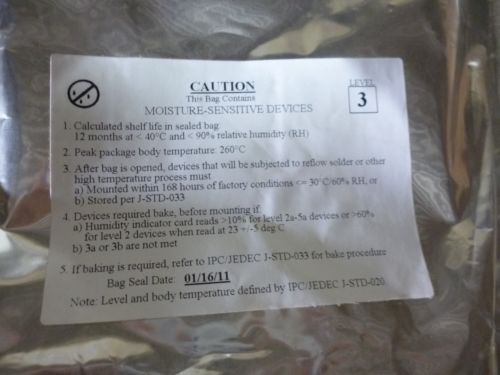 CAUTION
This Bag Contains
MOISTURE-SENSITIVE DEVICES
LEVEL
3
1. Calculated shelf life in sealed bag:
12 months at < 40°C and < 90% relative humidity (RH)
2. Peak package body temperature: 260°C
3. After bag is opened, devices that will be subjected to reflow solder or other
high temperature process must
a) Mounted within 168 hours of factory conditions <= 30°C/60% RH, or
b) Stored per J-STD-033
4. Devices required bake, before mounting if:
a) Humidity indicator card reads >10% for level 2a-5a devices or >60%
for level 2 devices when read at 23 +/-5 deg C
b) 3a or 3b are not met
5. If baking is required, refer to IPC/JEDEC J-STD-033 for bake procedure
Bag Seal Date: 01/16/11
Note: Level and body temperature defined by IPC/JEDEC J-STD-020